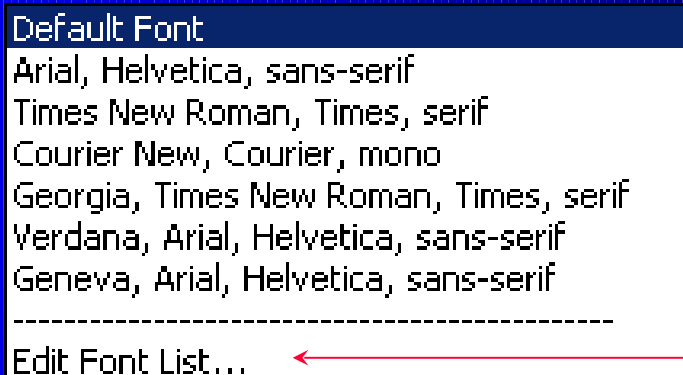 Default Font
Arial, Helvetica, sans-serif
Times New Roman, Times, serif
Courier New, Courier, mono
Georgia, Times New Roman, Times, serif
Verdana, Arial, Helvetica, sans-serif
Geneva, Arial, Helvetica, sans-serif
-----------------------------------------------
Edit Font List...